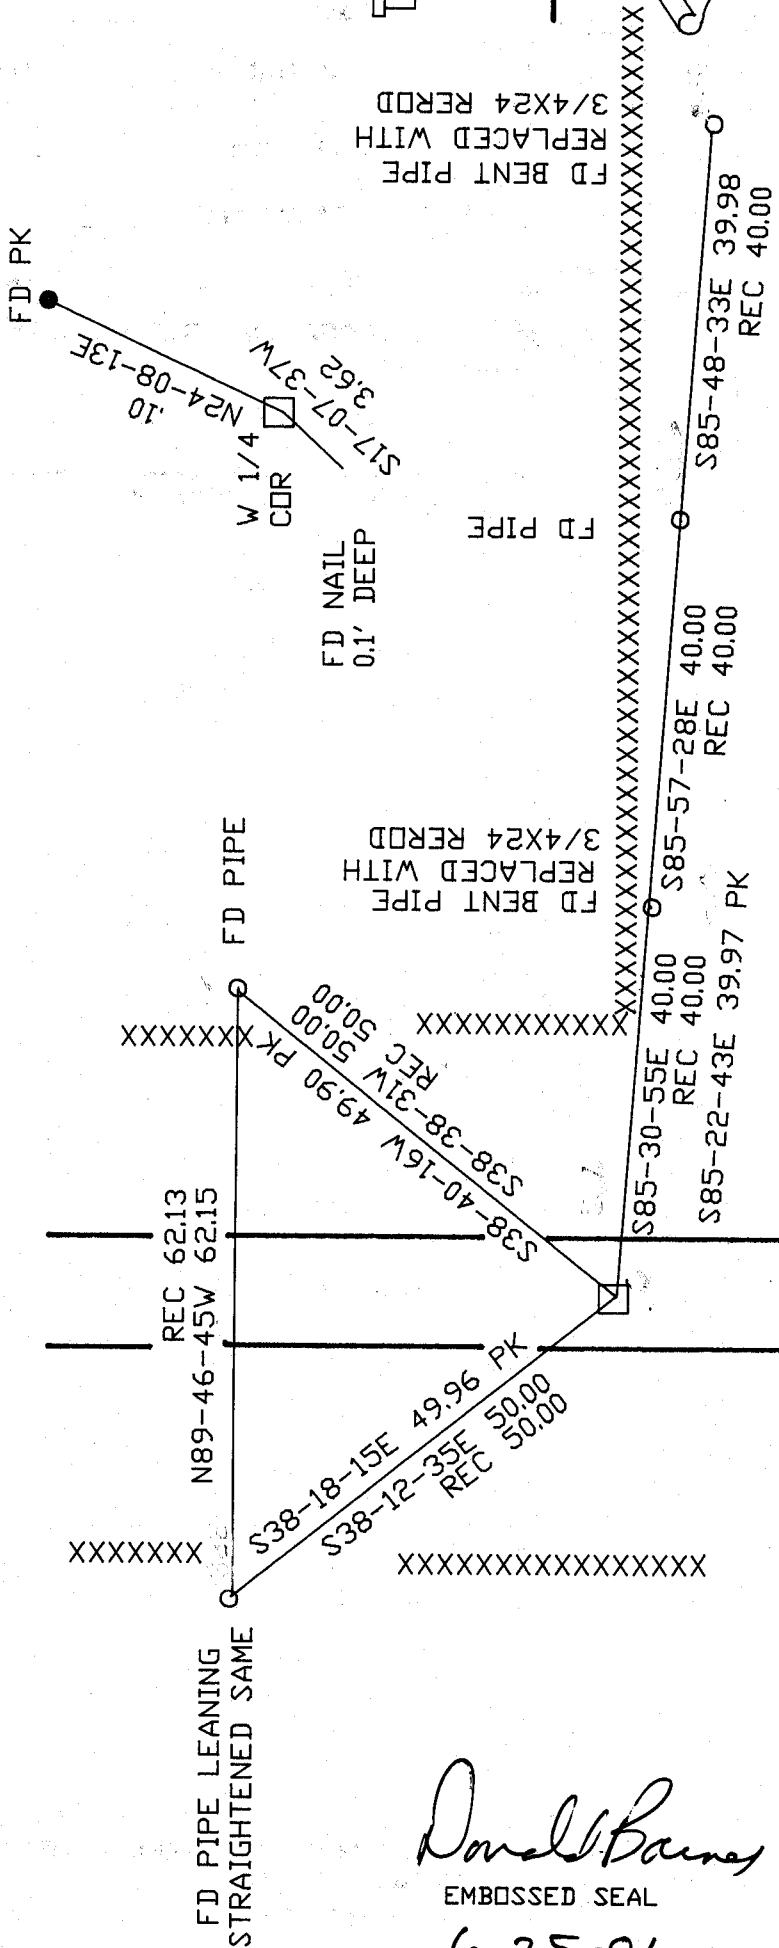 FD BENT PIPE
REPLACED WITH
3/4X24 REROD
FD PK
N24-08-13E
.10
S17-07-37W
3.62
W 1/4
COR
FD NAIL
0.1' DEEP
FD PIPE
S85-48-33E 39.98
REC 40.00
S85-57-28E 40.00
REC 40.00
FD BENT PIPE
REPLACED WITH
3/4X24 REROD
FD PIPE
XXXXXXX
XXXXXXXXXXX
S85-30-55E 40.00
REC 40.00
S85-22-43E 39.97 PK
S38-38-31W 50.00
REC 50.00
S38-40-16W 49.90 PK
REC 62.13
N89-46-45W 62.15
S38-18-15E 49.96 PK
S38-12-35E 50.00
REC 50.00
XXXXXXX
XXXXXXXXXXXXXXXX
FD PIPE LEANING
STRAIGHTENED SAME
Donald Barnes
EMBOSSED SEAL